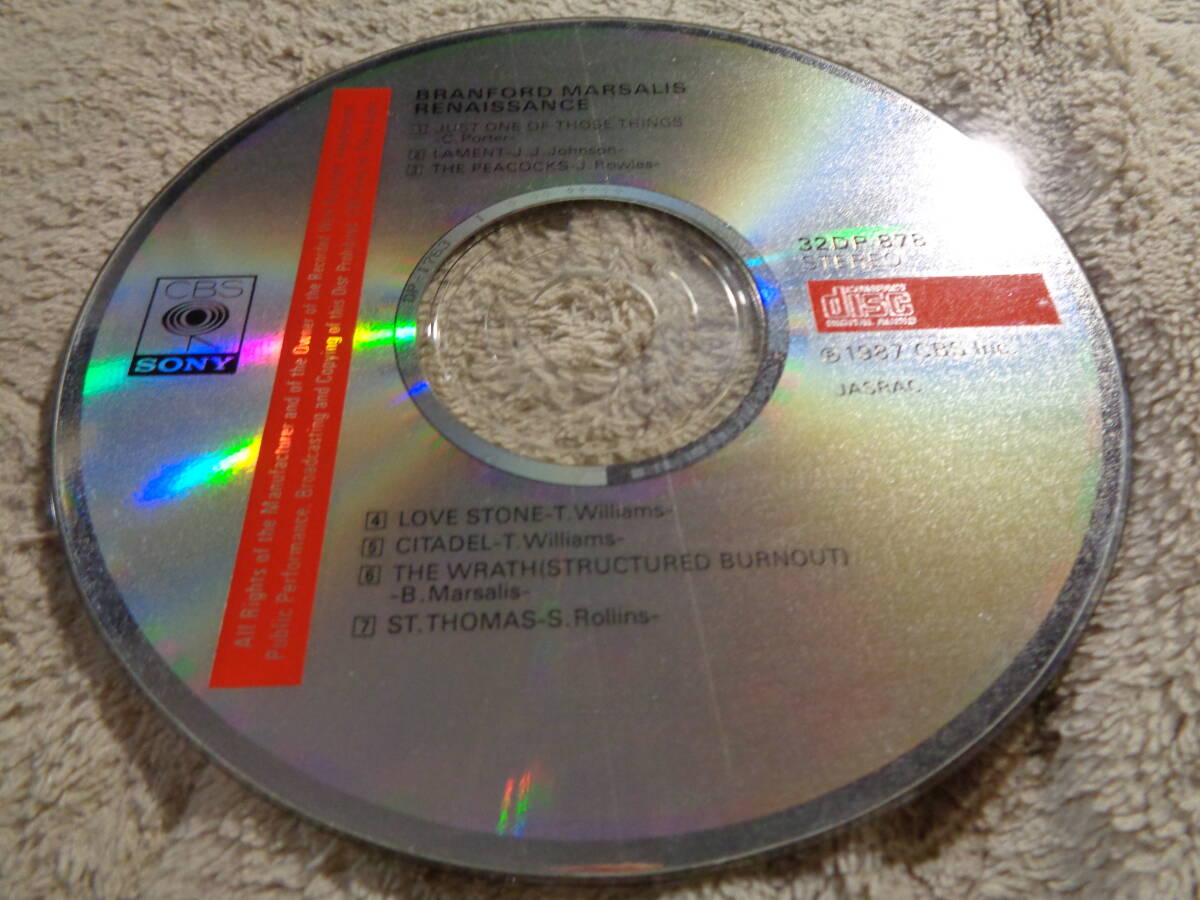 BRANFORD MARSALIS
RENAISSANCE
1 JUST ONE OF THOSE THINGS
-C. Porter-
2 LAMENT-J. J. Johnson-
3 THE PEACOCKS-J. Rowles-
32DP 878
STEREO
COMPACT
disc
DIGITAL AUDIO
Ⓟ1987 CBS Inc.
JASRAC
CBS
SONY
All Rights of the Manufacturer and of the Owner of the Recorded Work
Public Performance, Broadcasting and Copying of this Disc Prohibited
4 LOVE STONE-T. Williams-
5 CITADEL-T. Williams-
6 THE WRATH(STRUCTURED BURNOUT)
-B. Marsalis-
7 ST. THOMAS-S. Rollins-